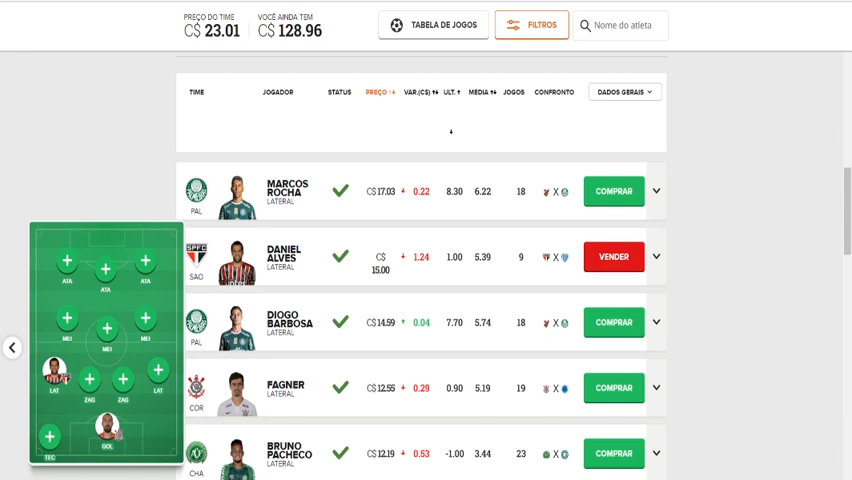 PREÇO DO TIME
C$ 23.01
VOCÊ AINDA TEM
C$ 128.96
TABELA DE JOGOS
FILTROS
Nome do atleta
TIME JOGADOR STATUS PREÇO VAR.(C$) ULT. MEDIA JOGOS CONFRONTO DADOS GERAIS
PAL
MARCOS
ROCHA
LATERAL
C$ 17.03 0.22 8.30 6.22 18 X COMPRAR
SPFC
SAO
DANIEL
ALVES
LATERAL
C$
15.00
1.24 1.00 5.39 9 X VENDER
PAL
DIOGO
BARBOSA
LATERAL
C$ 14.59 0.04 7.70 5.74 18 X COMPRAR
COR
FAGNER
LATERAL
C$ 12.55 0.29 0.90 5.19 19 X COMPRAR
CHA
BRUNO
PACHECO
LATERAL
C$ 12.19 0.53 -1.00 3.44 23 X COMPRAR
ATA ATA ATA
MEI MEI MEI
LAT ZAG ZAG LAT
TEC GOL